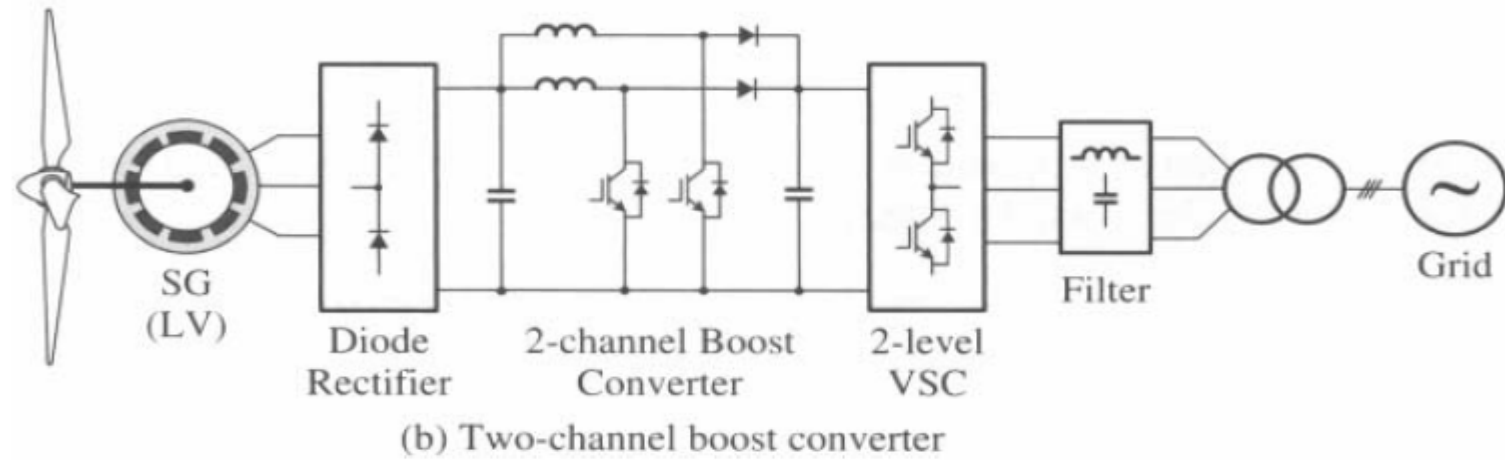 SG
(LV)
Diode
Rectifier
2-channel Boost
Converter
2-level
VSC
Filter
Grid
(b) Two-channel boost converter